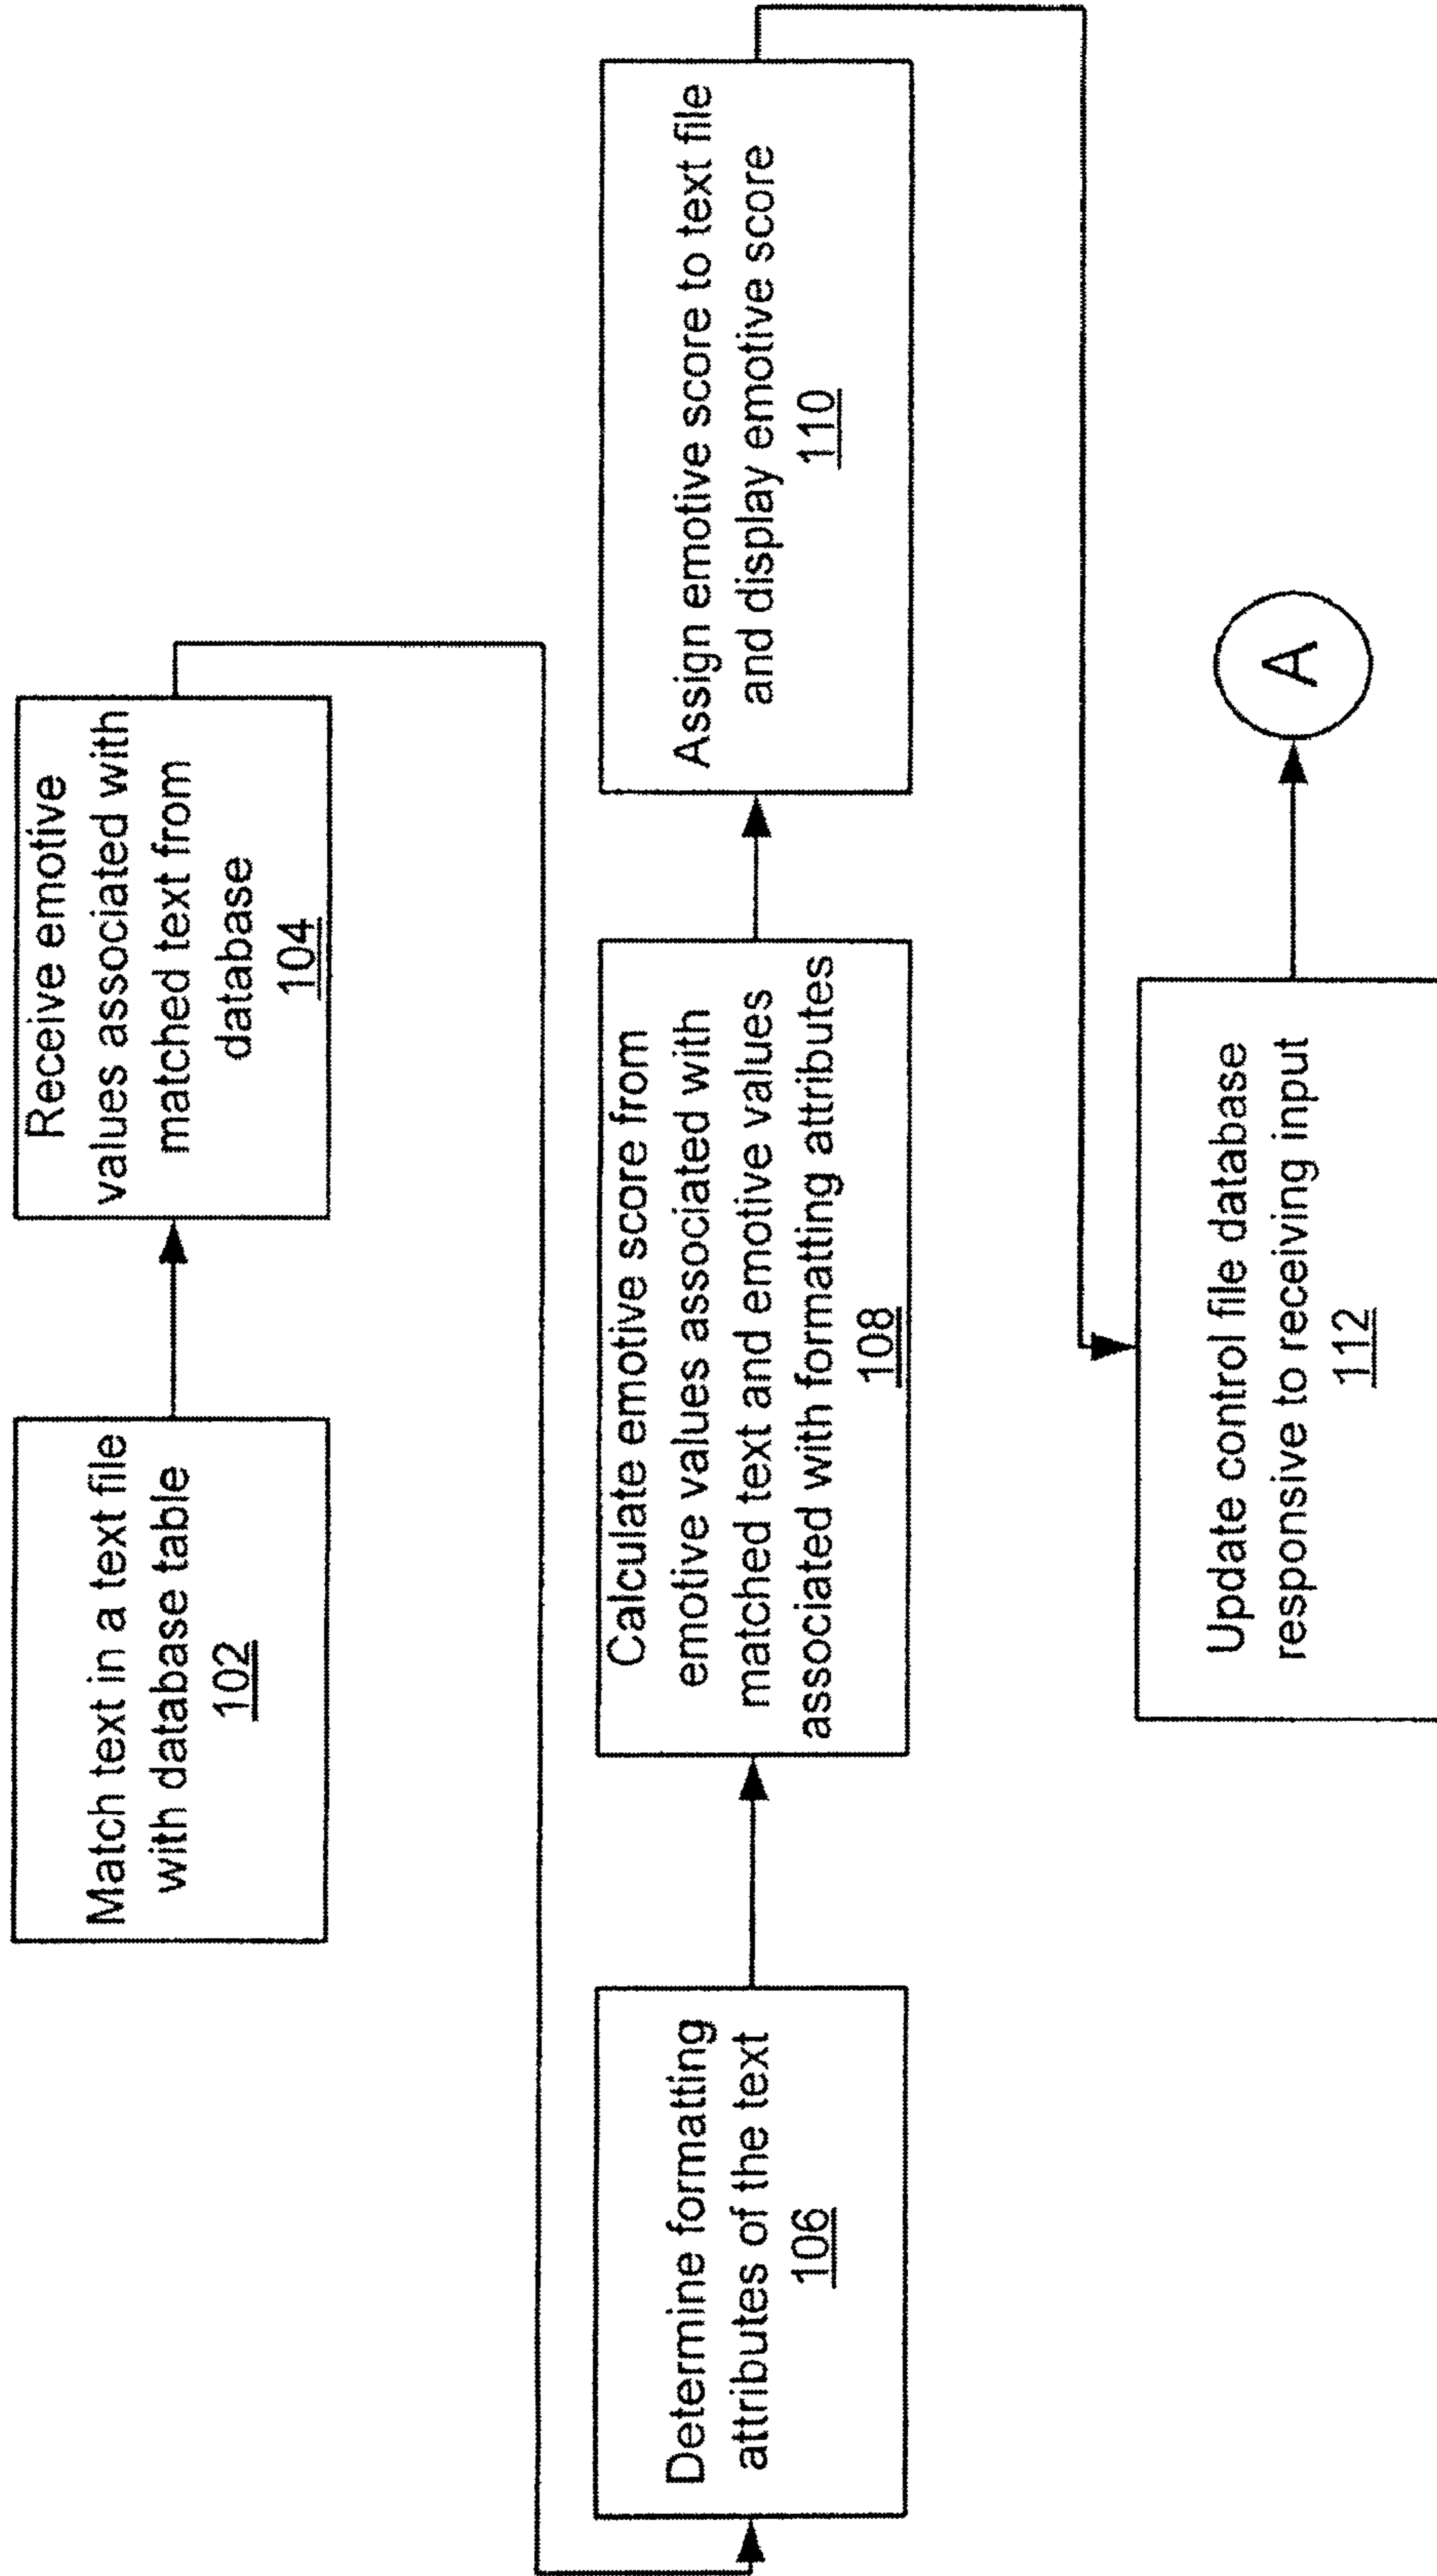 Match text in a text file
with database table
102
Receive emotive
values associated with
matched text from
database
104
Determine formatting
attributes of the text
106
Calculate emotive score from
emotive values associated with
matched text and emotive values
associated with formatting attributes
108
Assign emotive score to text file
and display emotive score
110
Update control file database
responsive to receiving input
112
A